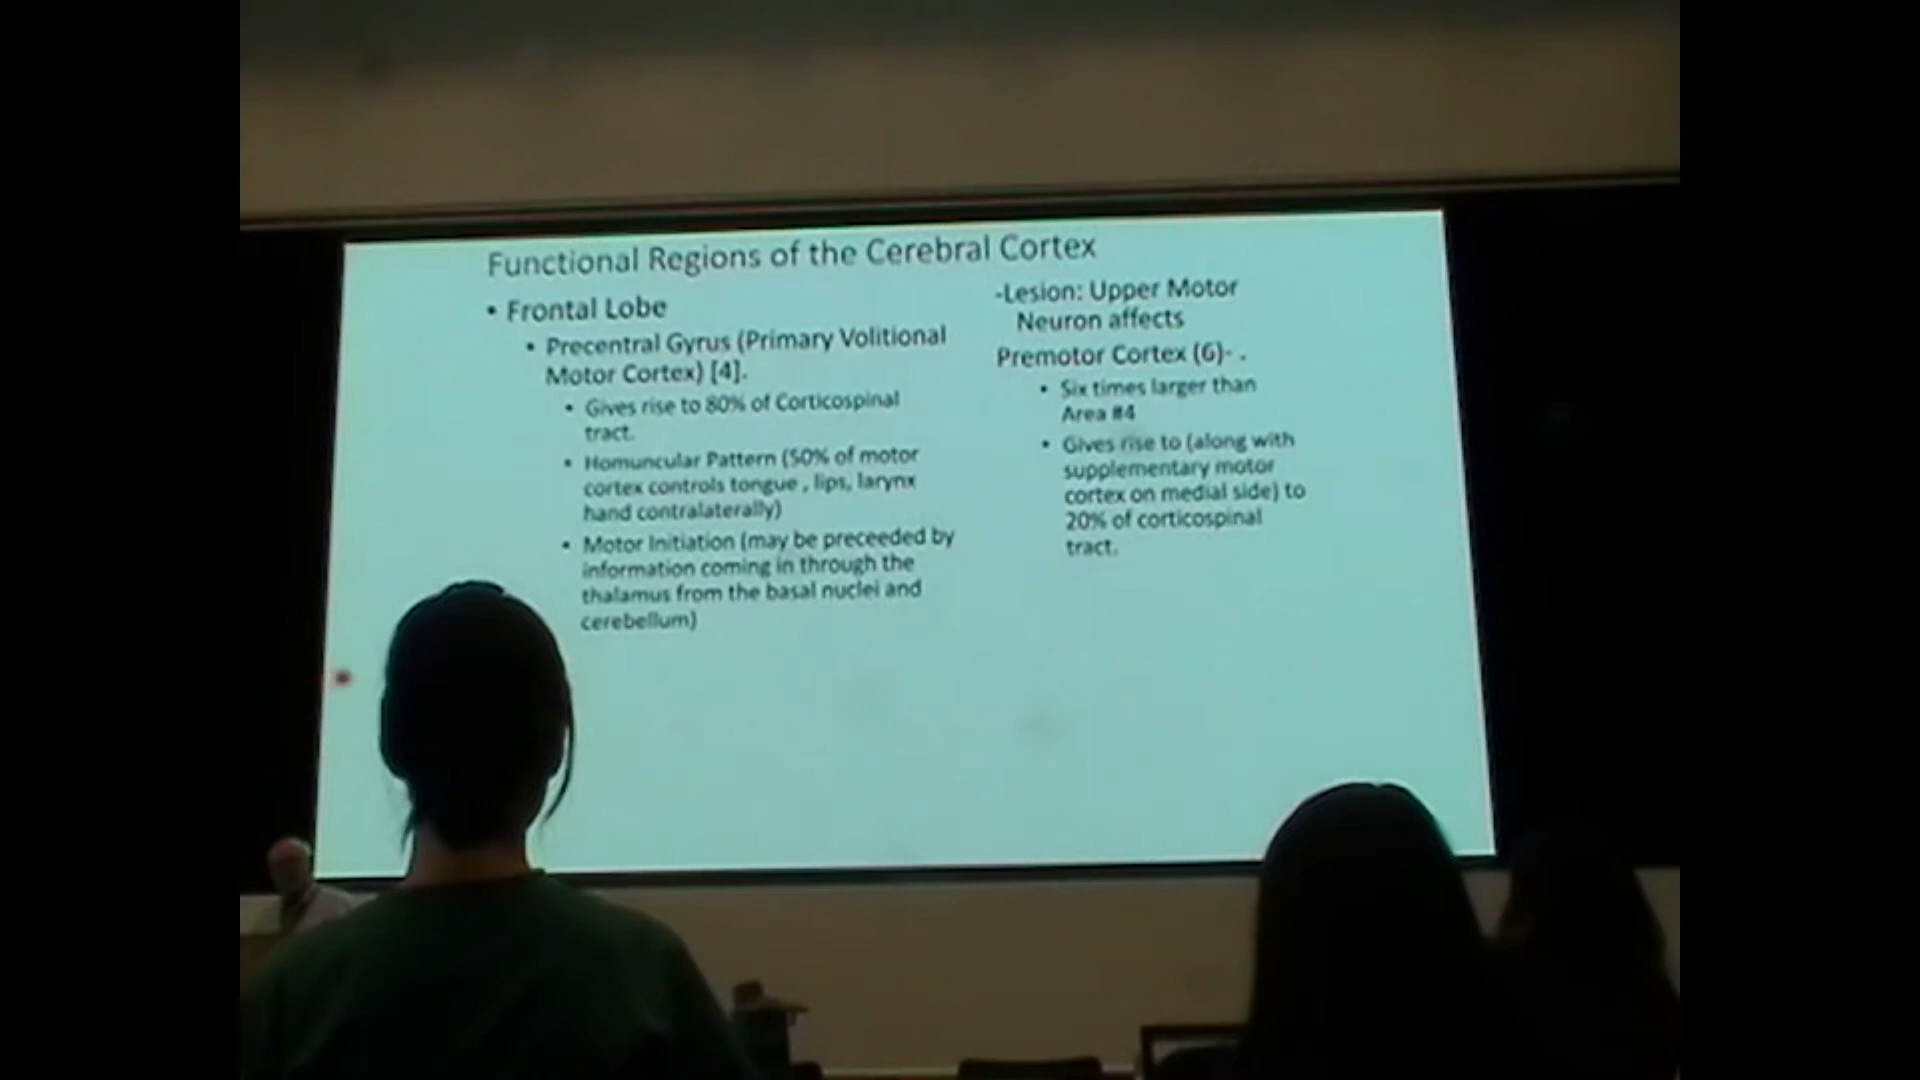 Functional Regions of the Cerebral Cortex
• Frontal Lobe
• Precentral Gyrus (Primary Volitional
Motor Cortex) [4].
• Gives rise to 80% of Corticospinal
tract.
• Homuncular Pattern (50% of motor
cortex controls tongue , lips, larynx
hand contralaterally)
• Motor Initiation (may be preceeded by
information coming in through the
thalamus from the basal nuclei and
cerebellum)
-Lesion: Upper Motor
Neuron affects
Premotor Cortex (6)- .
• Six times larger than
Area #4
• Gives rise to (along with
supplementary motor
cortex on medial side) to
20% of corticospinal
tract.